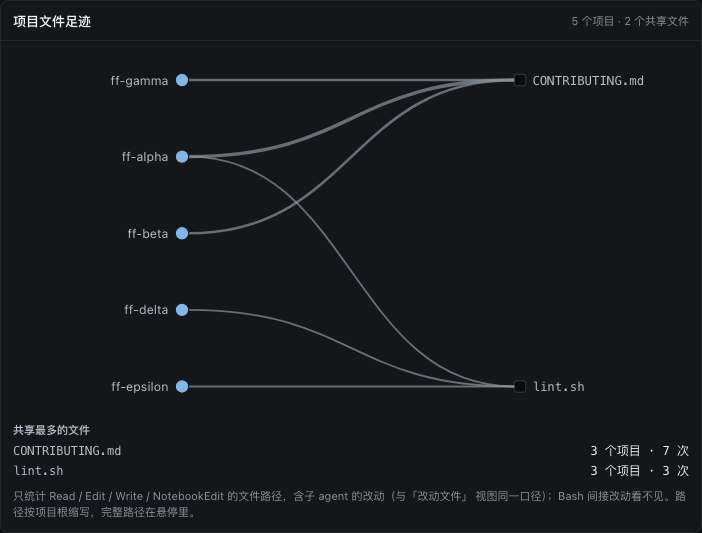 项目文件足迹
5 个项目 · 2 个共享文件
ff-gamma
CONTRIBUTING.md
ff-alpha
ff-beta
ff-delta
ff-epsilon
lint.sh
共享最多的文件
CONTRIBUTING.md 3 个项目 · 7 次
lint.sh 3 个项目 · 3 次
只统计 Read / Edit / Write / NotebookEdit 的文件路径，含子 agent 的改动（与「改动文件」 视图同一口径）；Bash 间接改动看不见。路
径按项目根缩写，完整路径在悬停里。